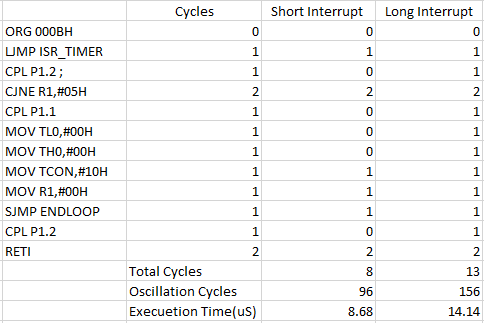 Cycles Short Interrupt Long Interrupt
ORG 000BH 0 0 0
LJMP ISR_TIMER 1 1 1
CPL P1.2 ; 1 0 1
CJNE R1,#05H 2 2 2
CPL P1.1 1 0 1
MOV TL0,#00H 1 0 1
MOV TH0,#00H 1 0 1
MOV TCON,#10H 1 1 1
MOV R1,#00H 1 1 1
SJMP ENDLOOP 1 1 1
CPL P1.2 1 0 1
RETI 2 2 2
Total Cycles 8 13
Oscillation Cycles 96 156
Execuetion Time(uS) 8.68 14.14